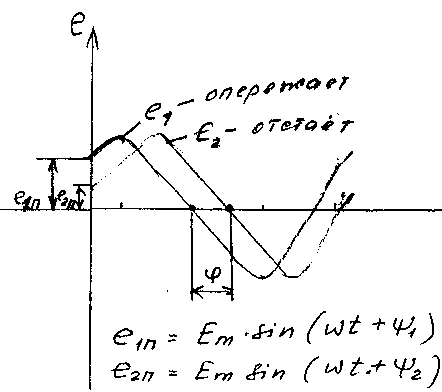 e
e₁ – опережает
e₂ – отстаёт
e₁п e₂п
φ
e₁п = Eₘ · sin (ωt + ψ₁)
e₂п = Eₘ sin (ωt + ψ₂)